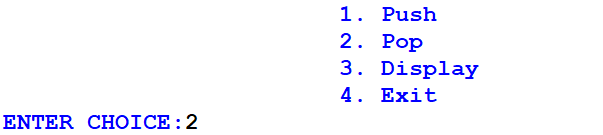 1. Push
2. Pop
3. Display
4. Exit
ENTER CHOICE:2